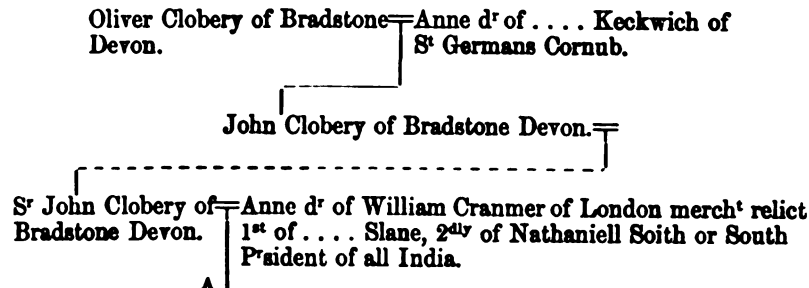 Oliver Clobery of Bradstone = Anne dʳ of .... Keckwich of
Devon. Sᵗ Germans Cornub.
John Clobery of Bradstone Devon. =
Sʳ John Clobery of = Anne dʳ of William Cranmer of London merchᵗ relict
Bradstone Devon. 1ˢᵗ of .... Slane, 2ᵈˡʸ of Nathaniell Soith or South
Pʳsident of all India.
A